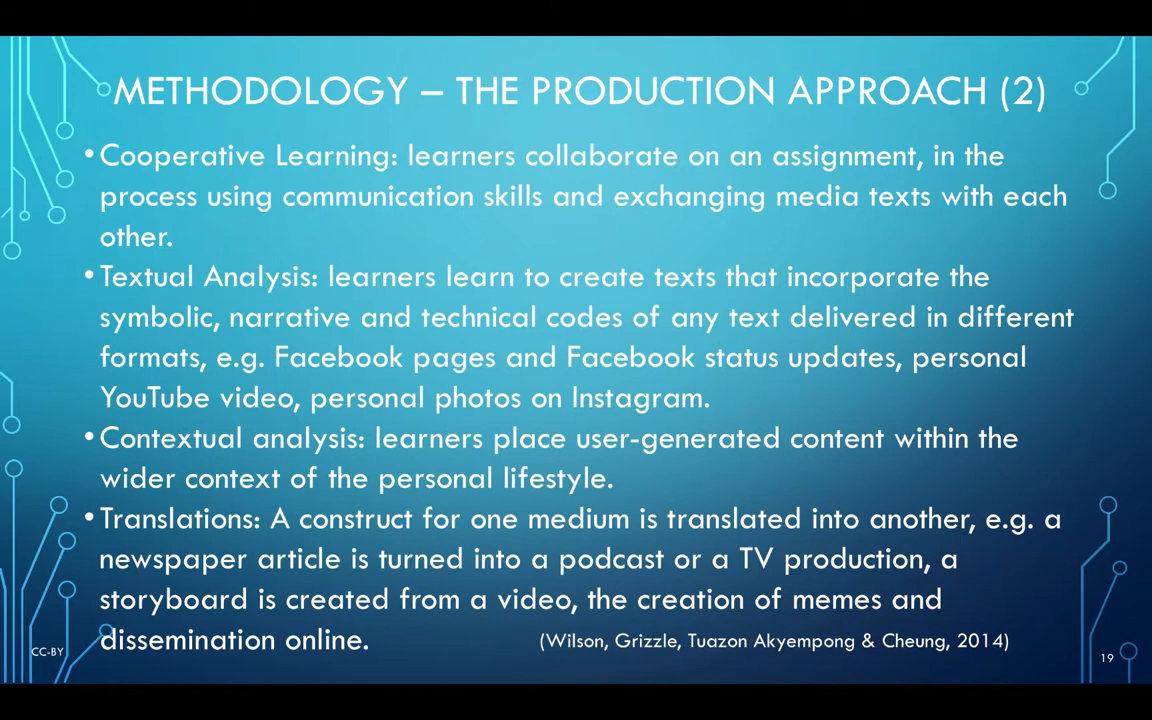 METHODOLOGY – THE PRODUCTION APPROACH (2)
• Cooperative Learning: learners collaborate on an assignment, in the
process using communication skills and exchanging media texts with each
other.
• Textual Analysis: learners learn to create texts that incorporate the
symbolic, narrative and technical codes of any text delivered in different
formats, e.g. Facebook pages and Facebook status updates, personal
YouTube video, personal photos on Instagram.
• Contextual analysis: learners place user-generated content within the
wider context of the personal lifestyle.
• Translations: A construct for one medium is translated into another, e.g. a
newspaper article is turned into a podcast or a TV production, a
storyboard is created from a video, the creation of memes and
dissemination online.
(Wilson, Grizzle, Tuazon Akyempong & Cheung, 2014)
CC-BY
19